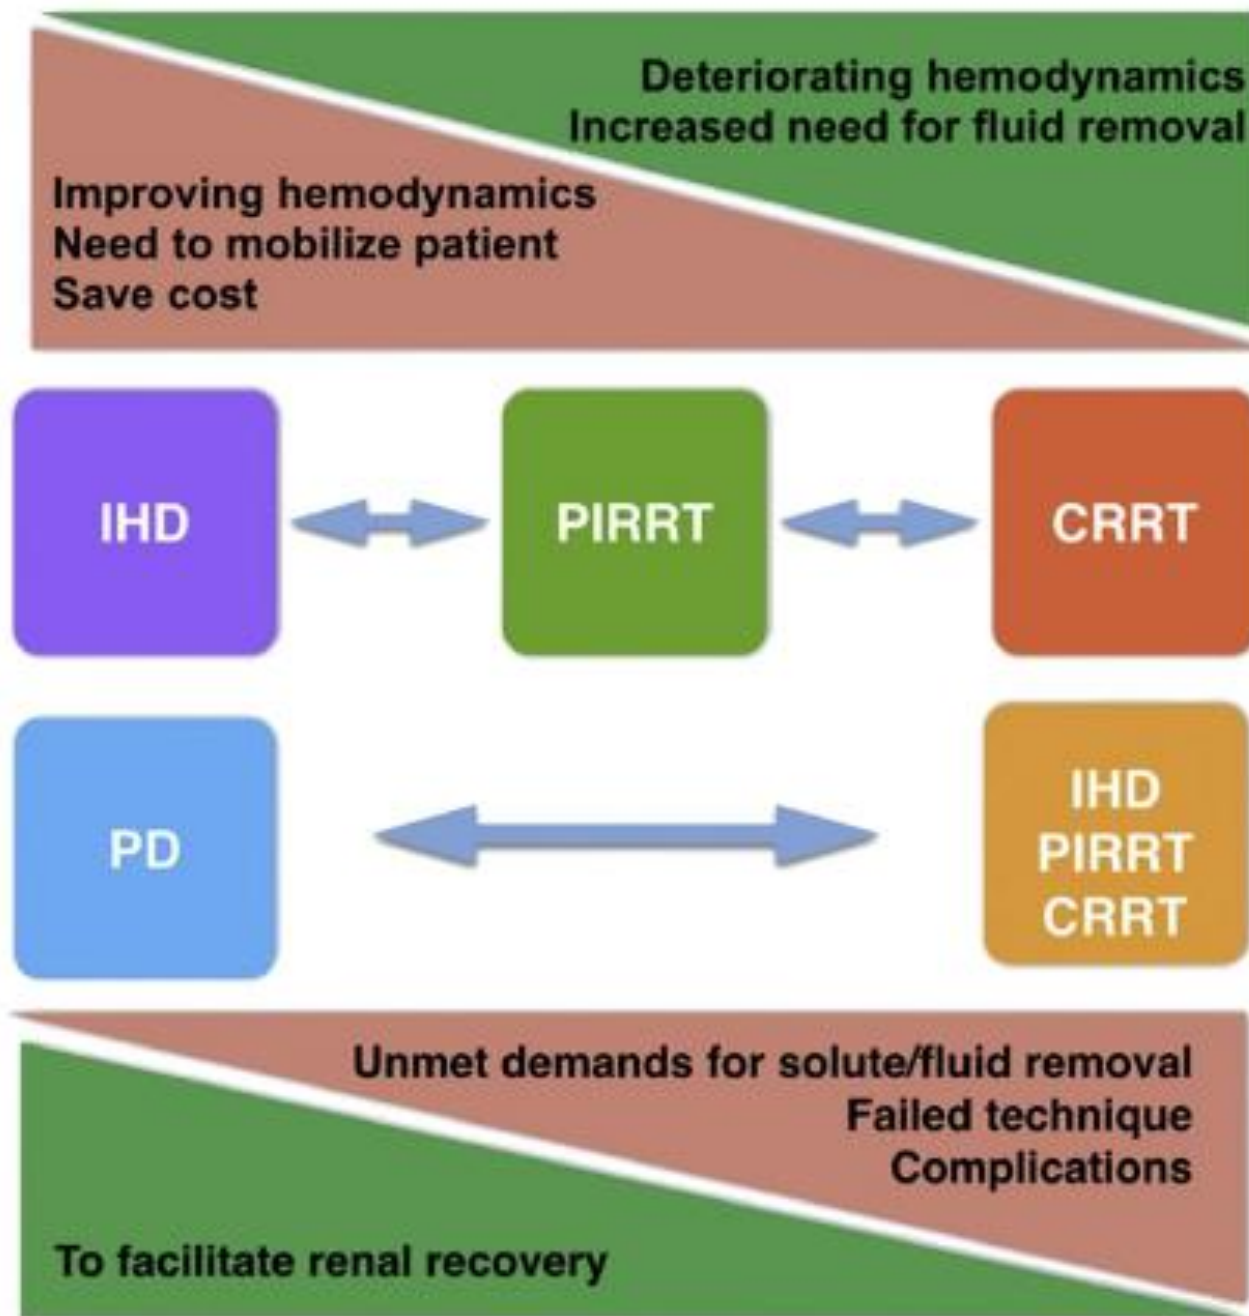 Deteriorating hemodynamics
Increased need for fluid removal
Improving hemodynamics
Need to mobilize patient
Save cost
IHD
PIRRT
CRRT
PD
IHD
PIRRT
CRRT
Unmet demands for solute/fluid removal
Failed technique
Complications
To facilitate renal recovery